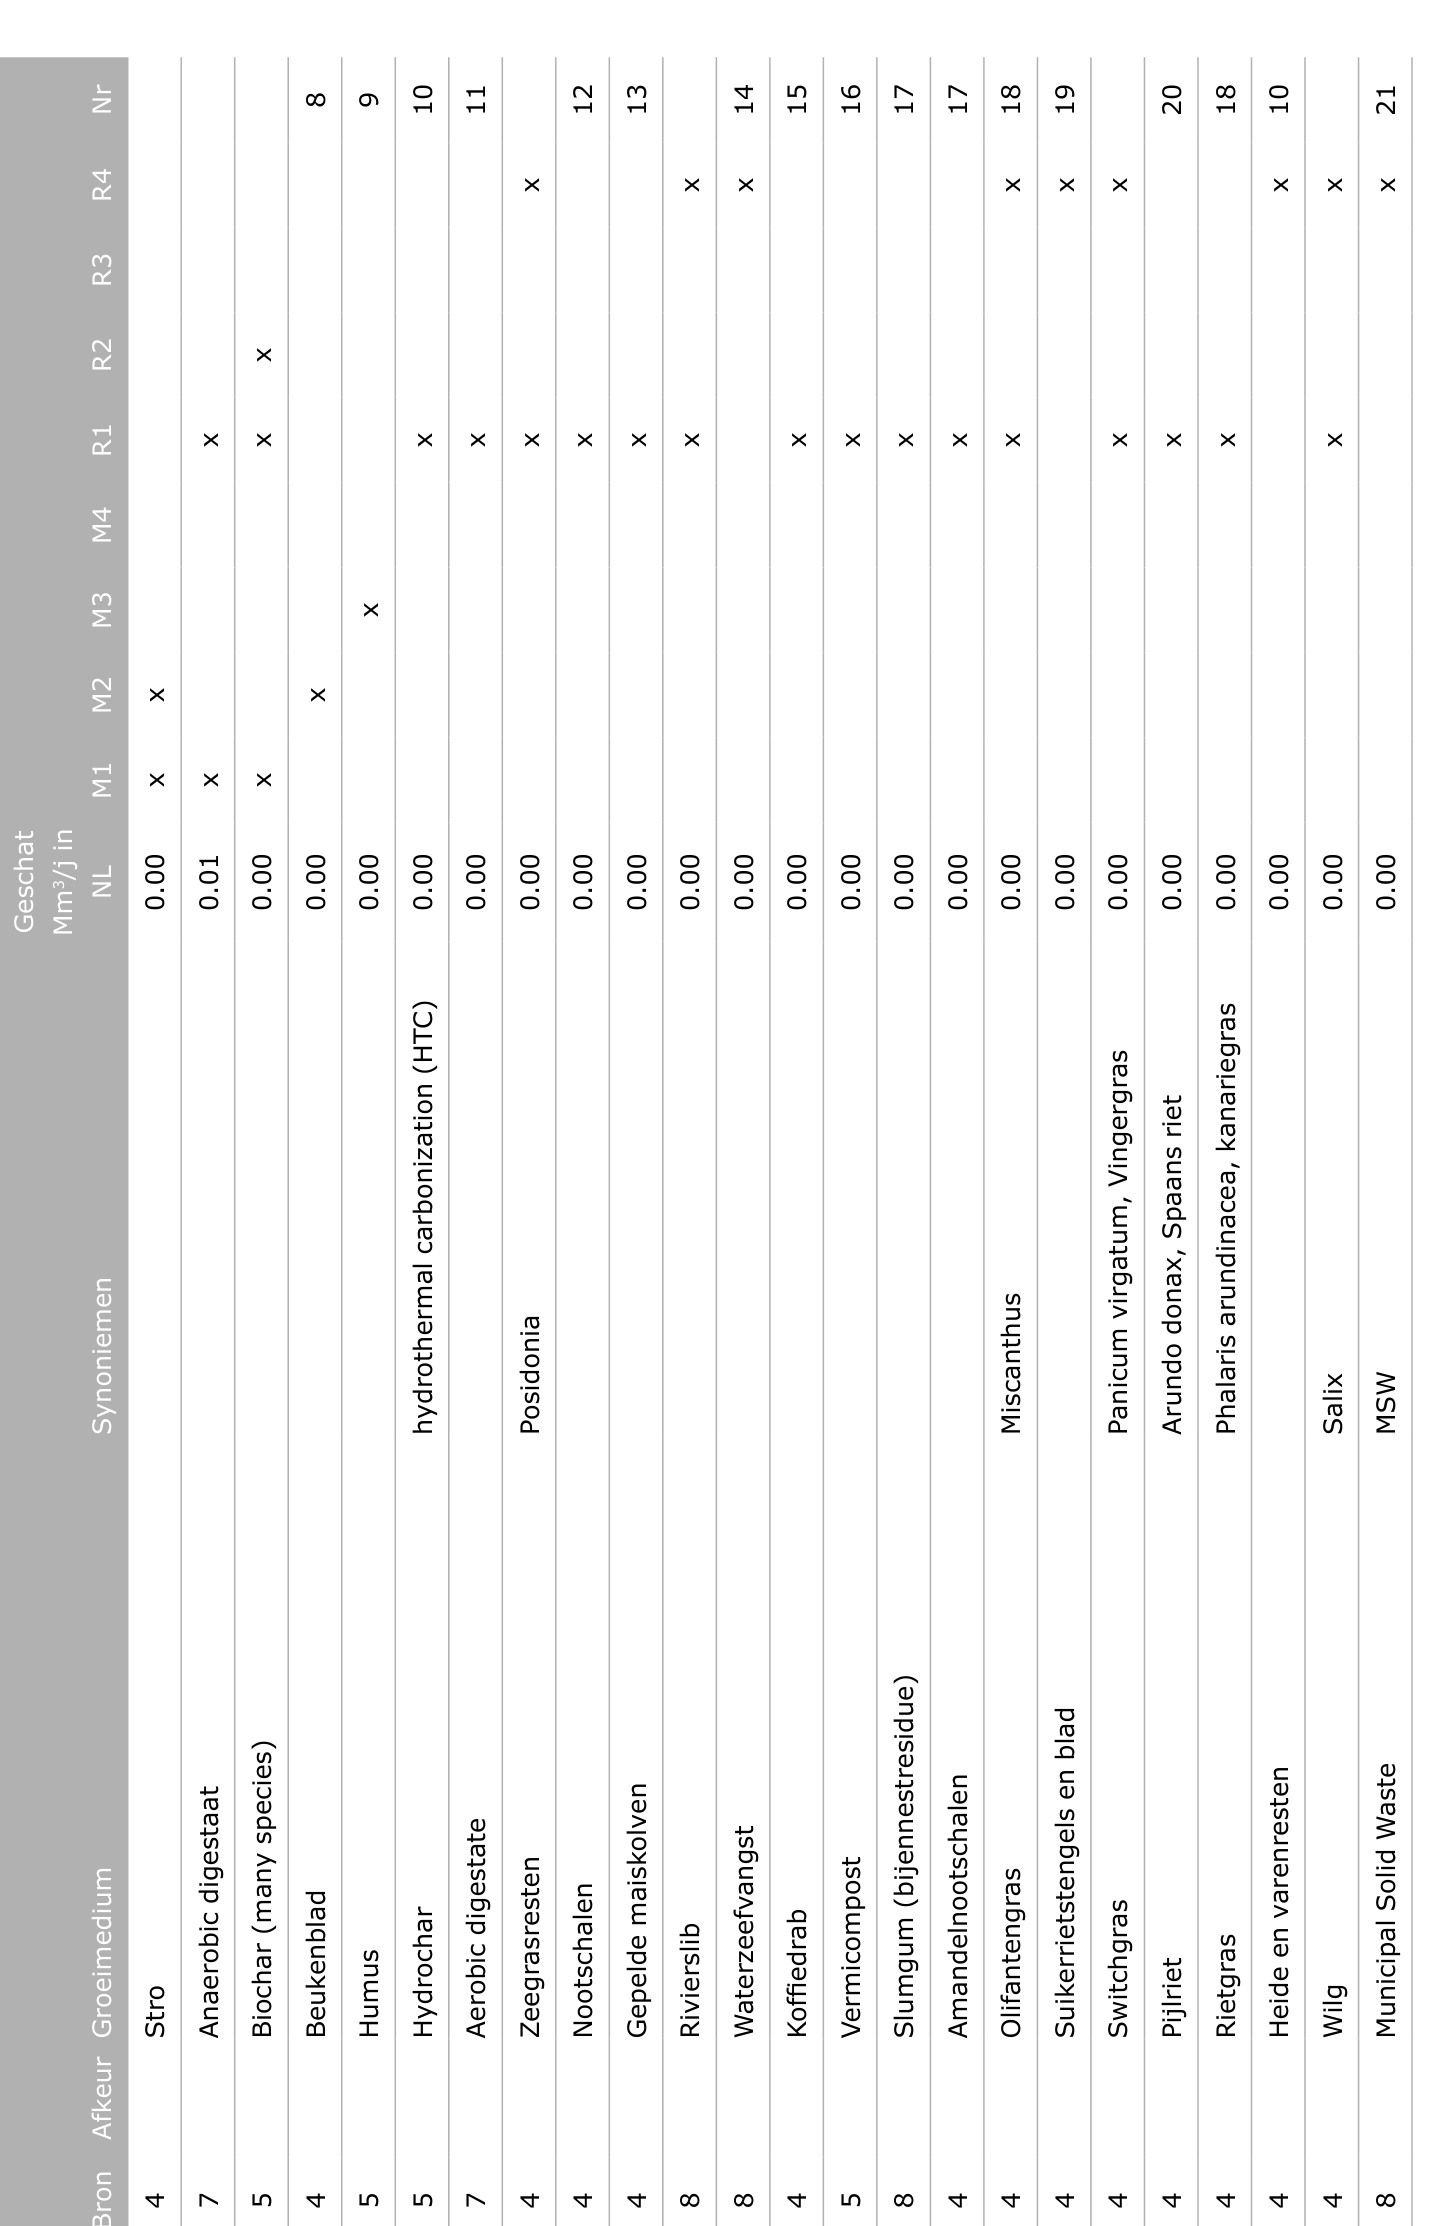 Bron Afkeur Groeimedium Synoniemen Geschat Mm³/j in NL M1 M2 M3 M4 R1 R2 R3 R4 Nr
4 Stro 0.00 x x
7 Anaerobic digestaat 0.01 x x
5 Biochar (many species) 0.00 x x x
4 Beukenblad 0.00 x 8
5 Humus 0.00 x 9
5 Hydrochar hydrothermal carbonization (HTC) 0.00 x 10
7 Aerobic digestate 0.00 x 11
4 Zeegrasresten Posidonia 0.00 x x
4 Nootschalen 0.00 x 12
4 Gepelde maiskolven 0.00 x 13
8 Rivierslib 0.00 x x
8 Waterzeefvangst 0.00 x 14
4 Koffiedrab 0.00 x 15
5 Vermicompost 0.00 x 16
8 Slumgum (bijennestresidue) 0.00 x 17
4 Amandelnootschalen 0.00 x 17
4 Olifantengras Miscanthus 0.00 x x 18
4 Suikerrietstengels en blad 0.00 x 19
4 Switchgras Panicum virgatum, Vingergras 0.00 x x
4 Pijlriet Arundo donax, Spaans riet 0.00 x 20
4 Rietgras Phalaris arundinacea, kanariegras 0.00 x 18
4 Heide en varenresten 0.00 x 10
4 Wilg Salix 0.00 x x
8 Municipal Solid Waste MSW 0.00 x 21